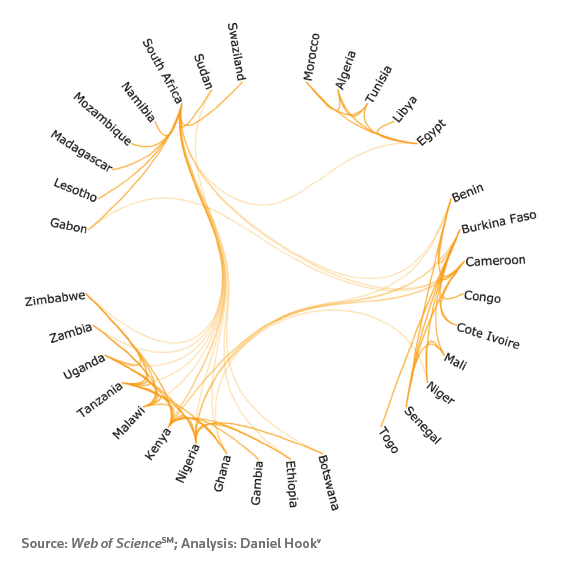 Swaziland
Sudan
South Africa
Namibia
Mozambique
Madagascar
Lesotho
Gabon
Morocco
Algeria
Tunisia
Libya
Egypt
Benin
Burkina Faso
Cameroon
Congo
Cote Ivoire
Mali
Niger
Senegal
Togo
Zimbabwe
Zambia
Uganda
Tanzania
Malawi
Kenya
Nigeria
Ghana
Gambia
Ethiopia
Botswana
Source: Web of Science℠; Analysis: Daniel Hookᵛ